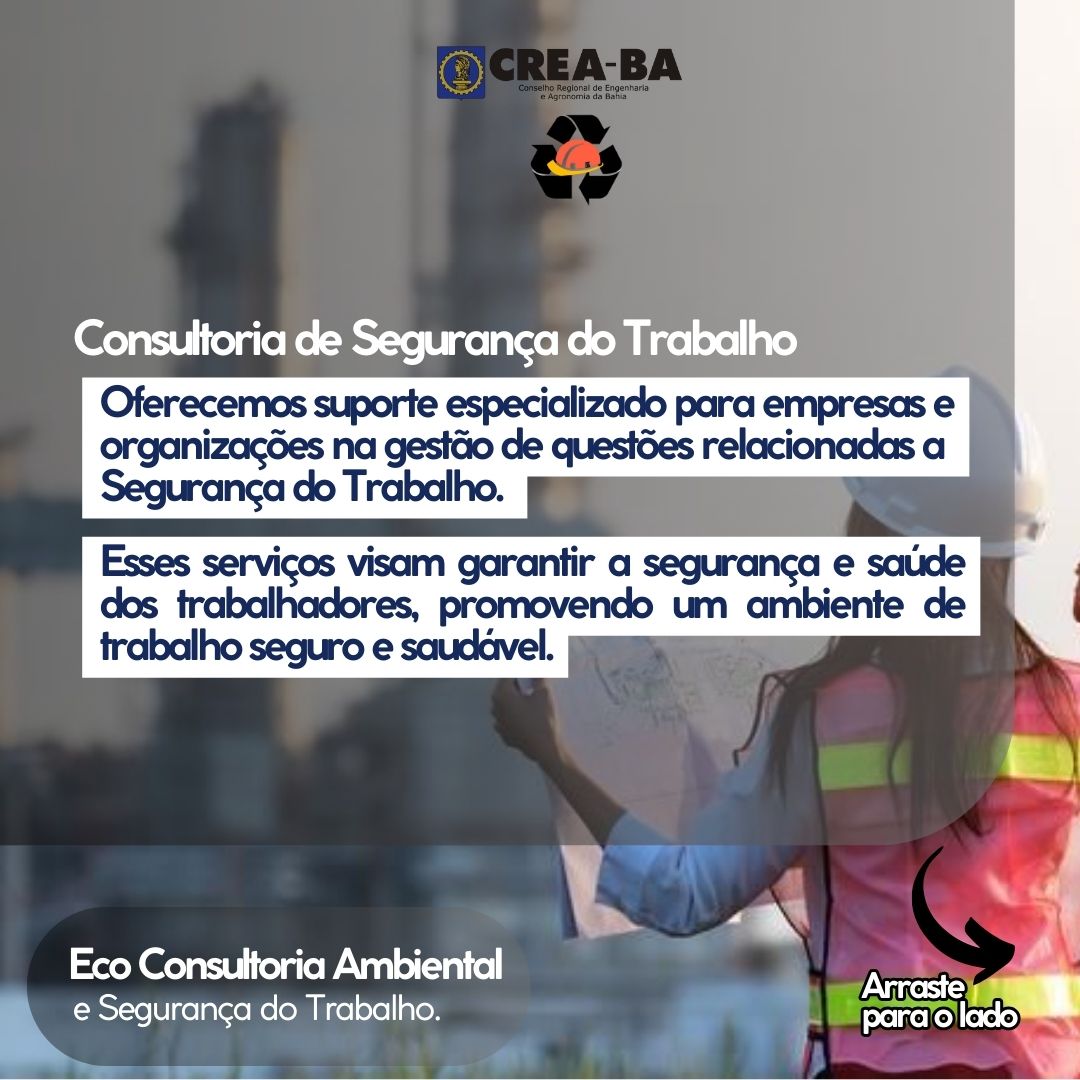 CREA-BA
Conselho Regional de Engenharia
e Agronomia da Bahia
Consultoria de Segurança do Trabalho
Oferecemos suporte especializado para empresas e
organizações na gestão de questões relacionadas a
Segurança do Trabalho.
Esses serviços visam garantir a segurança e saúde
dos trabalhadores, promovendo um ambiente de
trabalho seguro e saudável.
Eco Consultoria Ambiental
e Segurança do Trabalho.
Arraste
para o lado